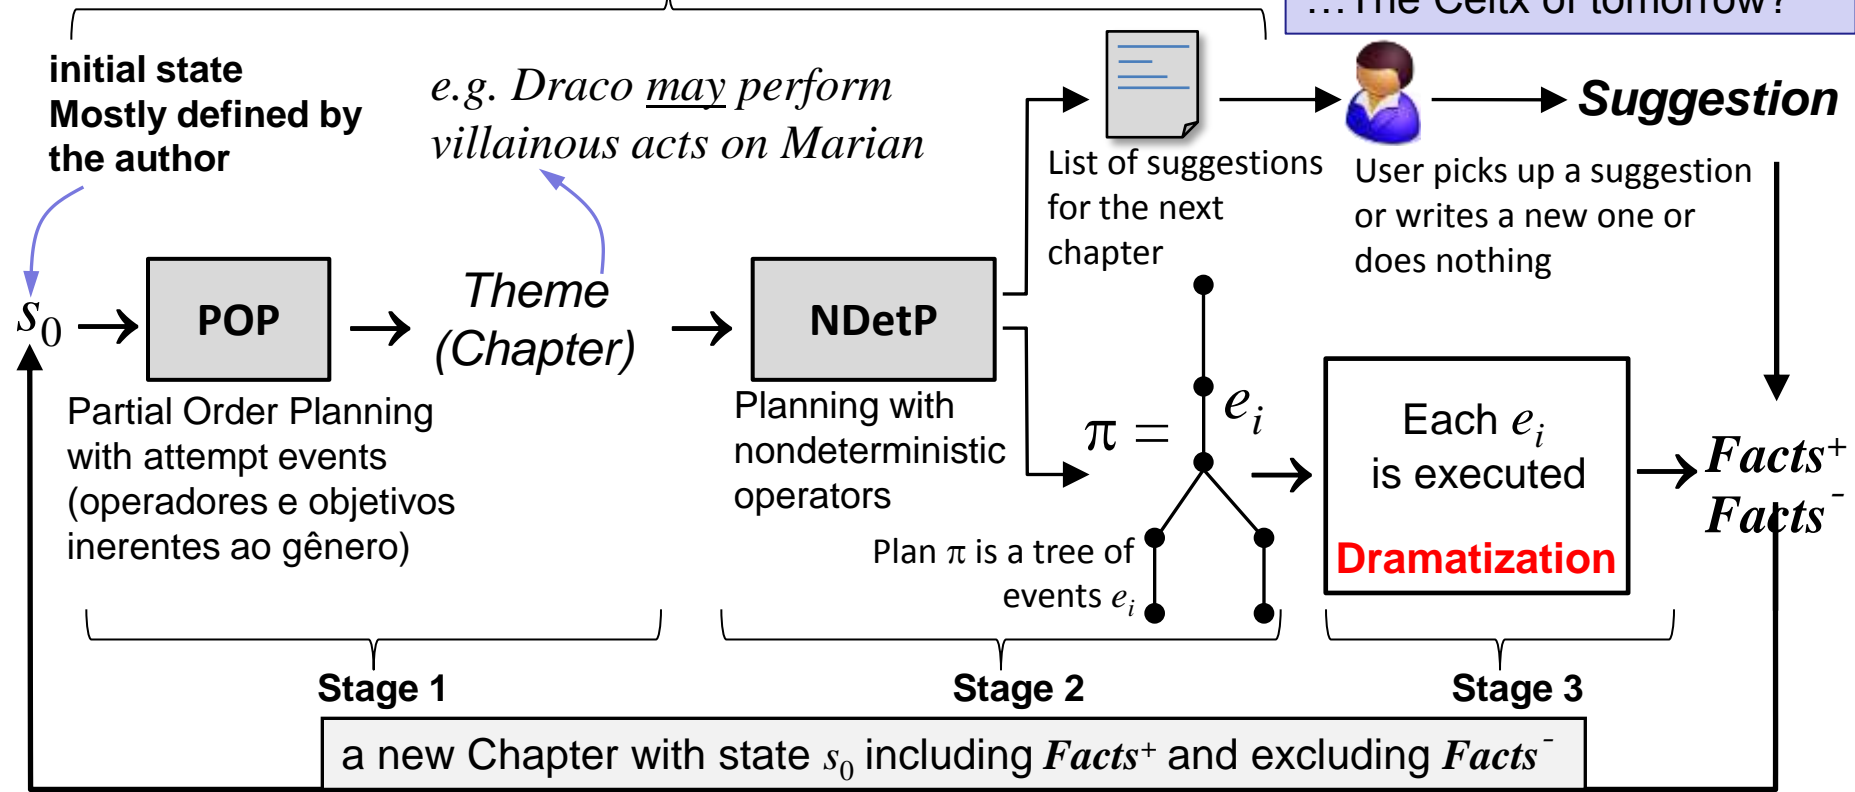 …The Celtx of tomorrow?
initial state
Mostly defined by
the author
e.g. Draco may perform
villainous acts on Marian
Suggestion
List of suggestions
for the next
chapter
User picks up a suggestion
or writes a new one or
does nothing
s0
POP
Theme
(Chapter)
NDetP
Partial Order Planning
with attempt events
(operadores e objetivos
inerentes ao gênero)
Planning with
nondeterministic
operators
π =
ei
Plan π is a tree of
events ei
Each ei
is executed
Dramatization
Facts+
Facts-
Stage 1
Stage 2
Stage 3
a new Chapter with state s0 including Facts+ and excluding Facts-